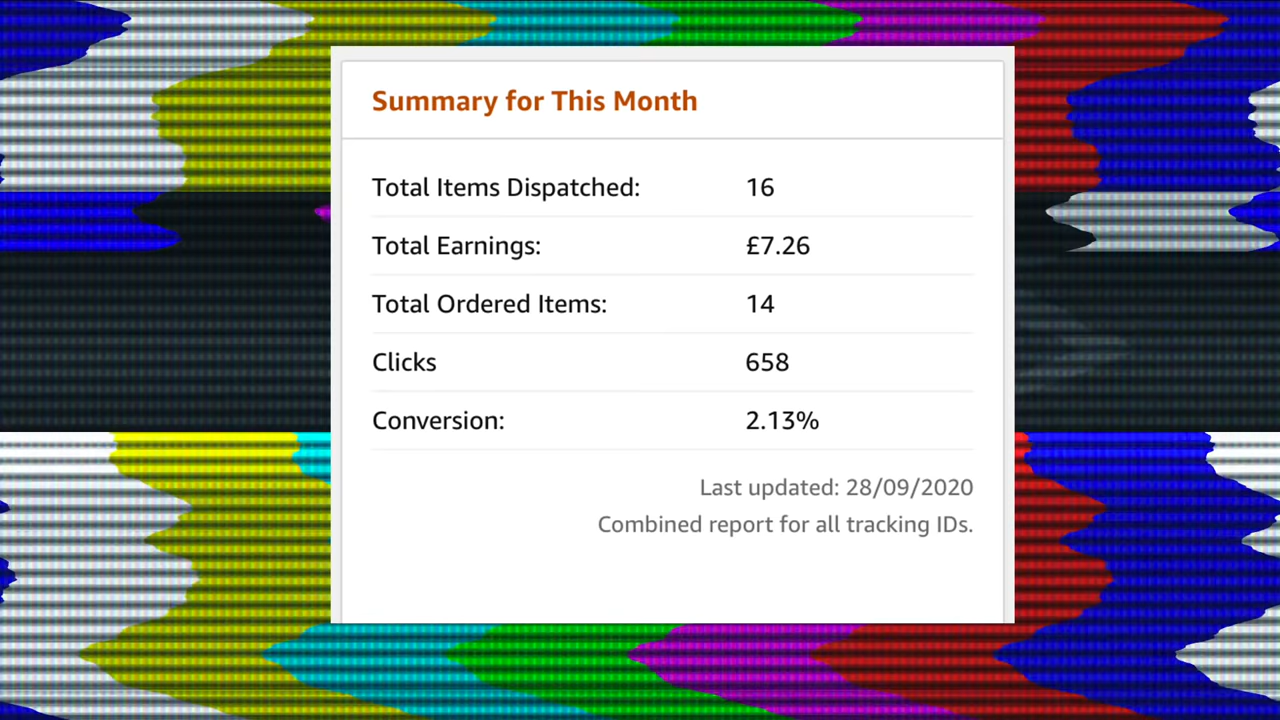 Summary for This Month
Total Items Dispatched: 16
Total Earnings: £7.26
Total Ordered Items: 14
Clicks 658
Conversion: 2.13%
Last updated: 28/09/2020
Combined report for all tracking IDs.